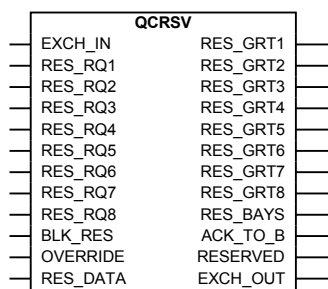 QCRSV
EXCH_IN RES_GRT1
RES_RQ1 RES_GRT2
RES_RQ2 RES_GRT3
RES_RQ3 RES_GRT4
RES_RQ4 RES_GRT5
RES_RQ5 RES_GRT6
RES_RQ6 RES_GRT7
RES_RQ7 RES_GRT8
RES_RQ8 RES_BAYS
BLK_RES ACK_TO_B
OVERRIDE RESERVED
RES_DATA EXCH_OUT